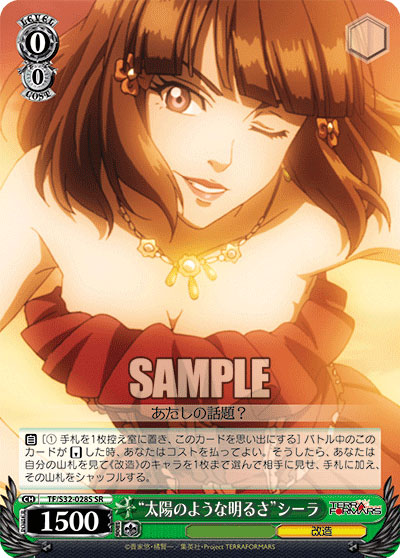 LEVEL
0
0
COST
SAMPLE
あたしの話題？
【自】[① 手札を1枚控え室に置き、このカードを思い出にする] バトル中のこの
カードが【リバース】した時、あなたはコストを払ってよい。そうしたら、あなたは
自分の山札を見て《改造》のキャラを1枚まで選んで相手に見せ、手札に加え、
その山札をシャッフルする。
CH TF/S32-028S SR
POWER
1500
“太陽のような明るさ”シーラ
TERRAFORMARS
改造
©貴家悠・橘賢一／集英社・Project TERRAFORMARS